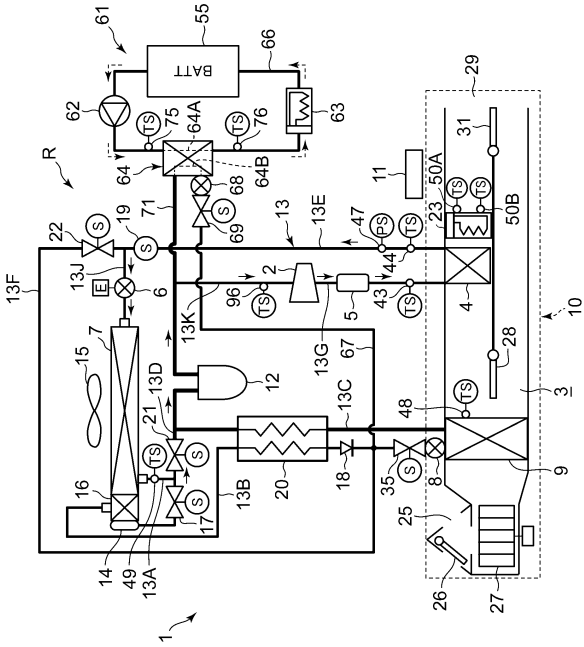 61
55
66
BATT
62
TS
75
64A
76
TS
63
64
64B
68
71
69
S
R
22
S
19
S
13
13E
47
PS
44
TS
11
29
31
50A
TS
TS
50B
23
13F
13J
E
6
13K
96
TS
2
13G
5
43
TS
4
10
7
15
12
67
28
3
13D
21
S
TS
16
14
49
13A
17
S
13B
20
13C
18
35
S
8
48
TS
9
25
26
27
1